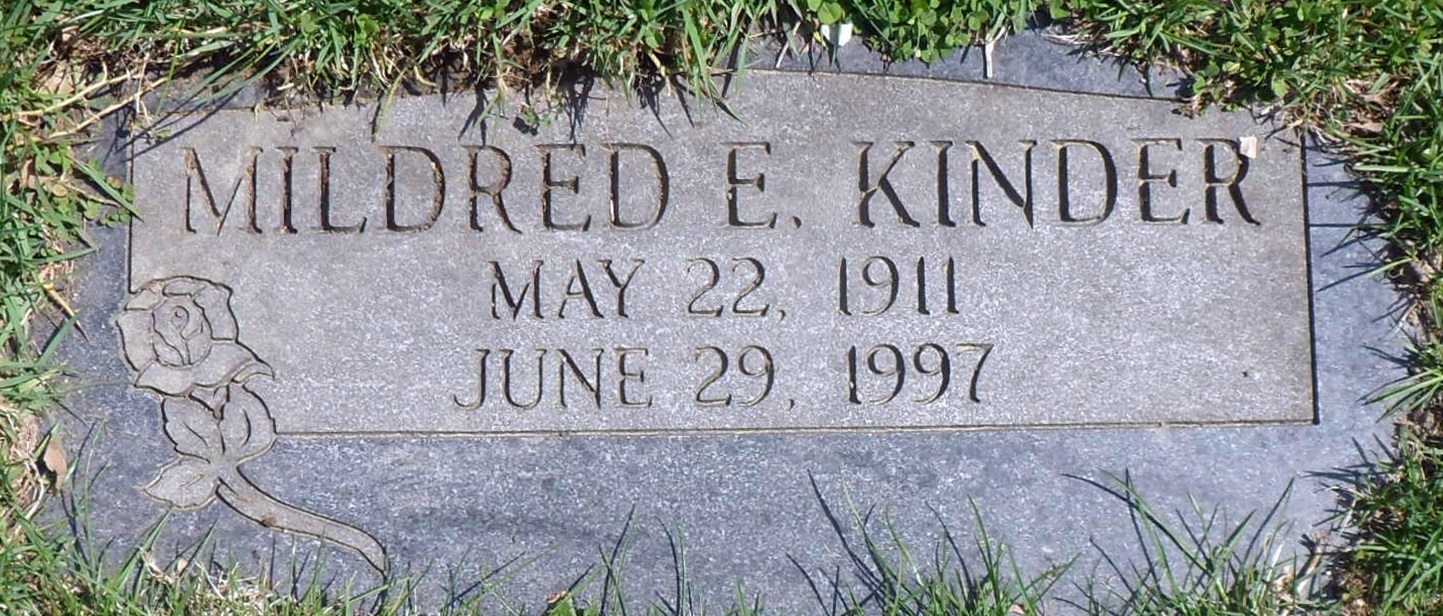 MILDRED E. KINDER
MAY 22, 1911
JUNE 29, 1997